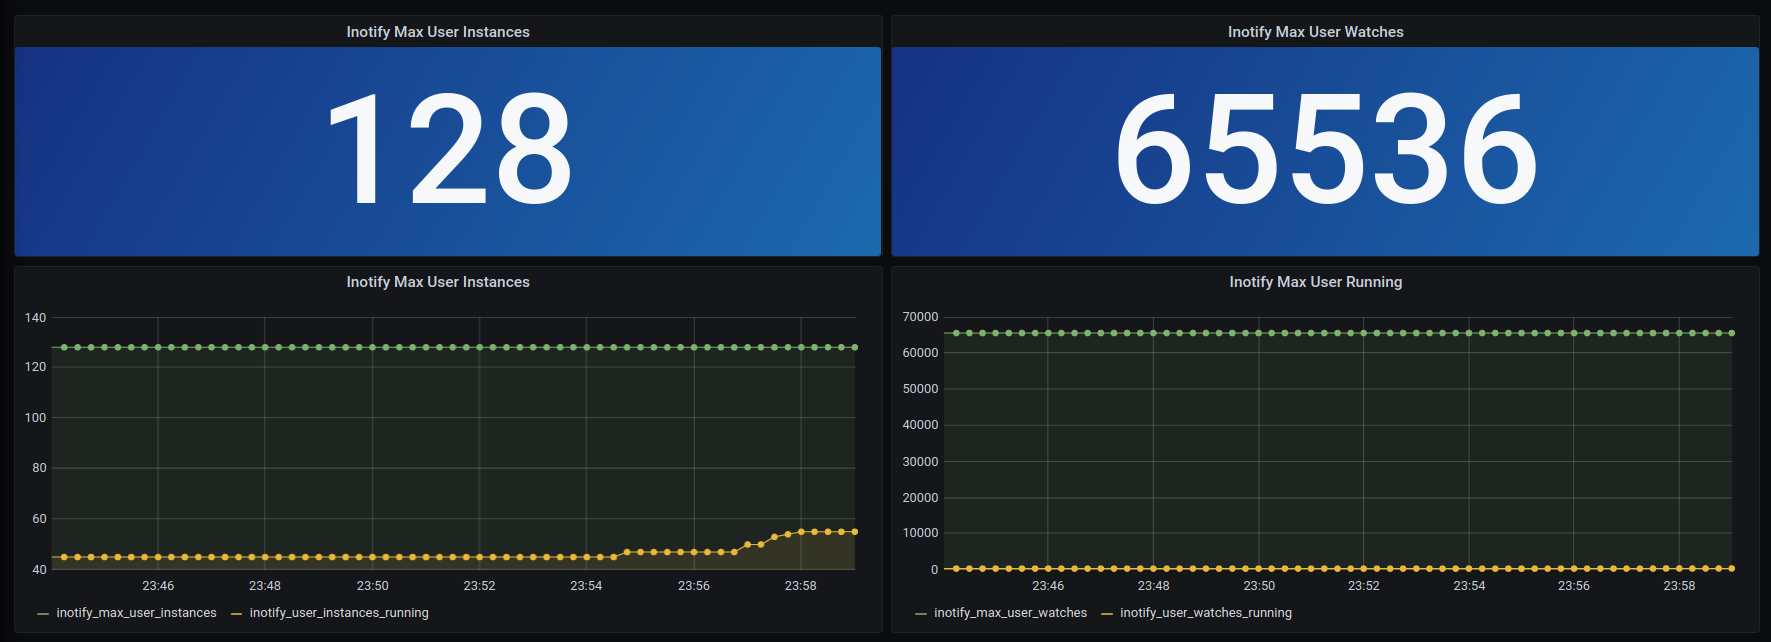 Inotify Max User Instances
128
Inotify Max User Watches
65536
Inotify Max User Instances
140
120
100
80
60
40
23:46 23:48 23:50 23:52 23:54 23:56 23:58
inotify_max_user_instances inotify_user_instances_running
Inotify Max User Running
70000
60000
50000
40000
30000
20000
10000
0
23:46 23:48 23:50 23:52 23:54 23:56 23:58
inotify_max_user_watches inotify_user_watches_running